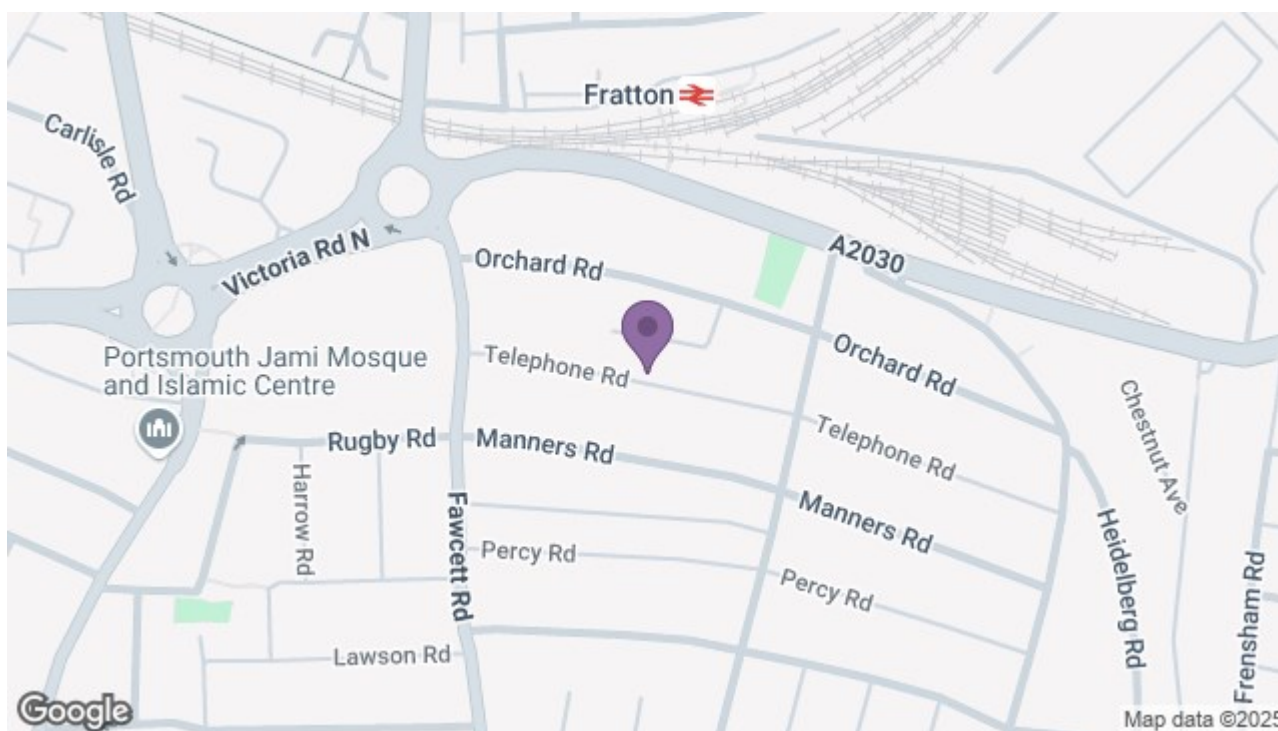 Fratton
Carlisle Rd
Victoria Rd N
A2030
Orchard Rd
Orchard Rd
Portsmouth Jami Mosque
and Islamic Centre
Telephone Rd
Telephone Rd
Chestnut Ave
Rugby Rd
Manners Rd
Manners Rd
Harrow Rd
Fawcett Rd
Percy Rd
Percy Rd
Heidelberg Rd
Frensham Rd
Lawson Rd
Google
Map data ©2025